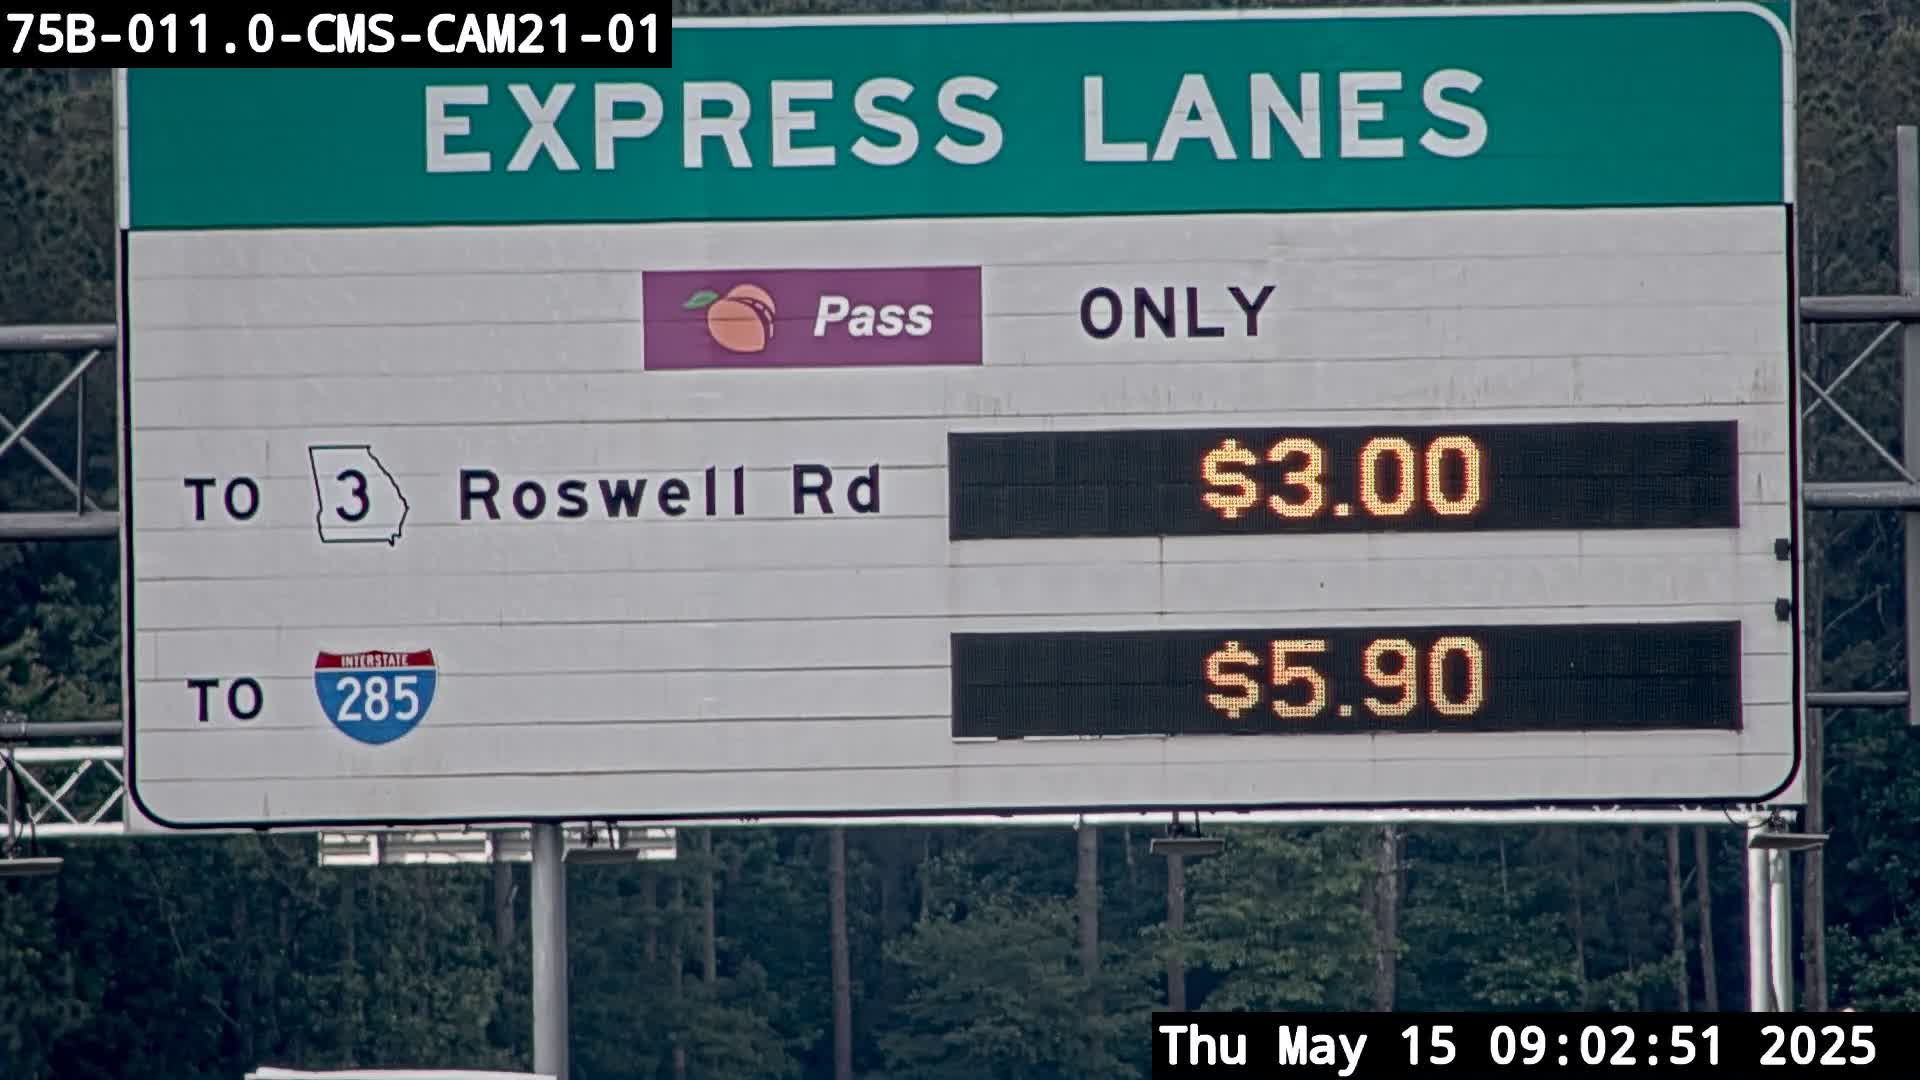 75B-011.0-CMS-CAM21-01
EXPRESS LANES
Pass ONLY
TO 3 Roswell Rd $3.00
INTERSTATE
TO 285 $5.90
Thu May 15 09:02:51 2025